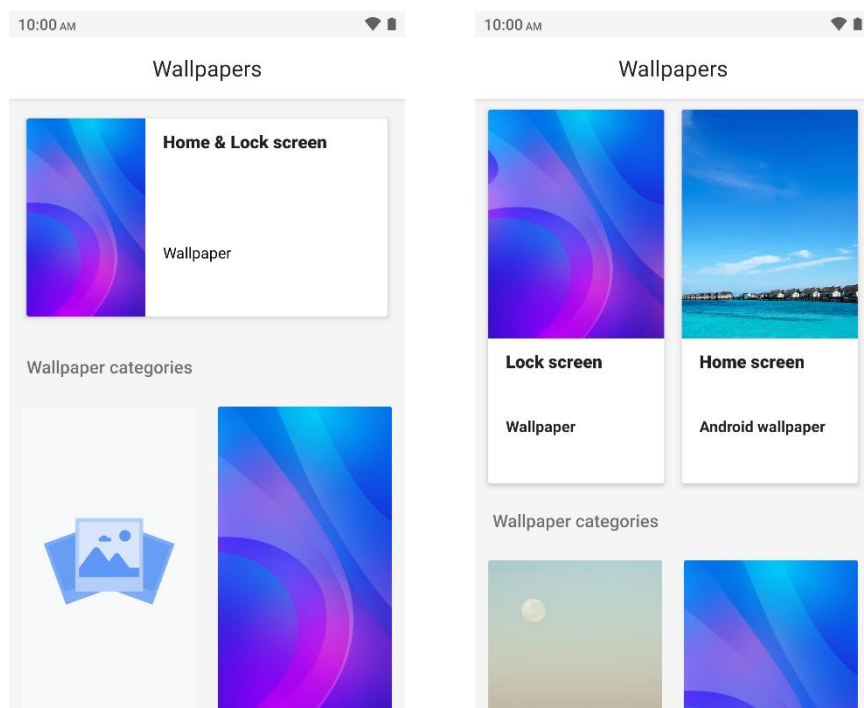 10:00 AM
Wallpapers
Home & Lock screen
Wallpaper
Wallpaper categories
10:00 AM
Wallpapers
Lock screen
Home screen
Wallpaper
Android wallpaper
Wallpaper categories